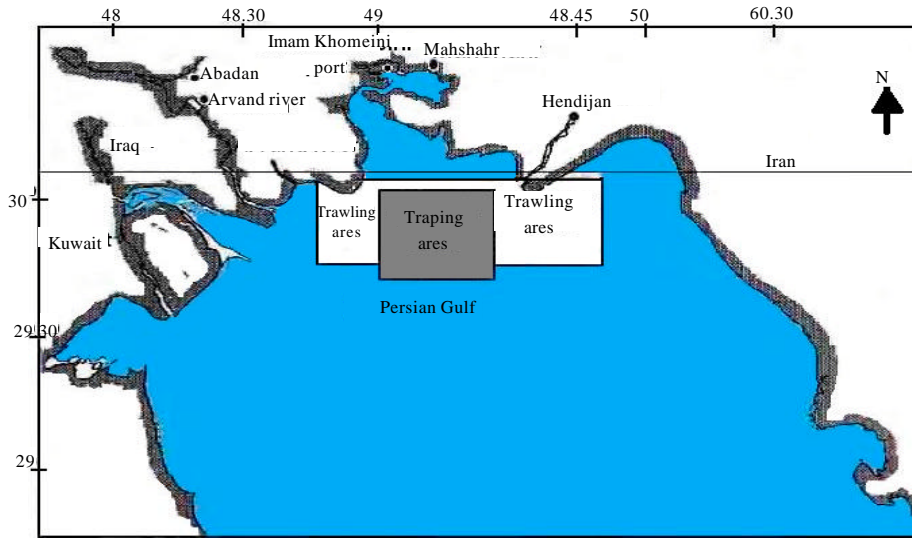 48 48.30 49 48.45 50 60.30
Imam Khomeini
port
Mahshahr
Abadan
Arvand river
Hendijan
N
Iraq
Iran
30
Trawling
ares
Traping
ares
Trawling
ares
Kuwait
Persian Gulf
29.30
29